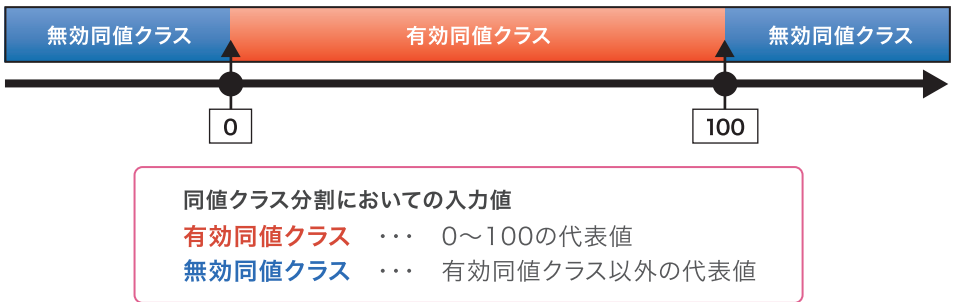 無効同値クラス 有効同値クラス 無効同値クラス
0 100
同値クラス分割においての入力値
有効同値クラス ・・・ 0〜100の代表値
無効同値クラス ・・・ 有効同値クラス以外の代表値